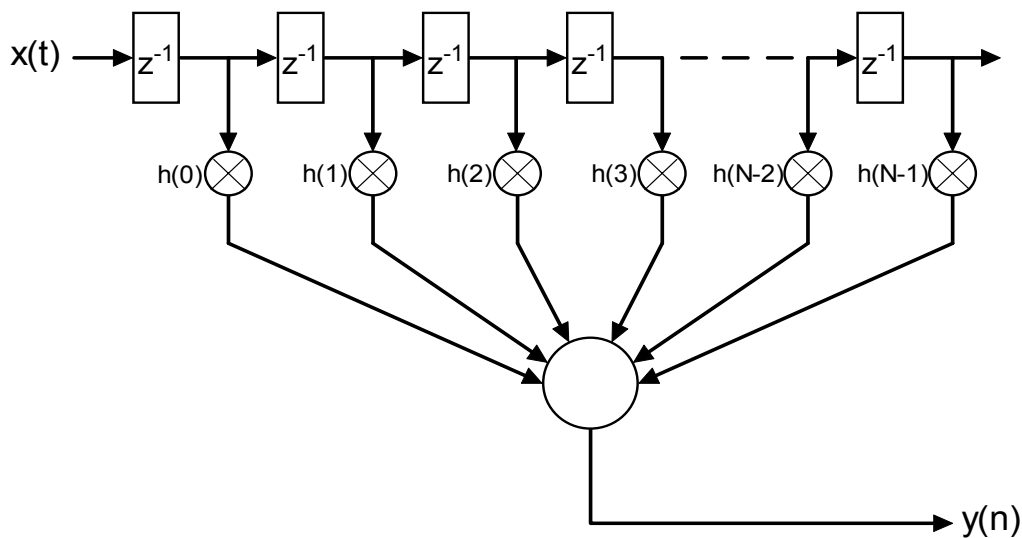 x(t)
z⁻¹
z⁻¹
z⁻¹
z⁻¹
z⁻¹
h(0)
h(1)
h(2)
h(3)
h(N-2)
h(N-1)
y(n)